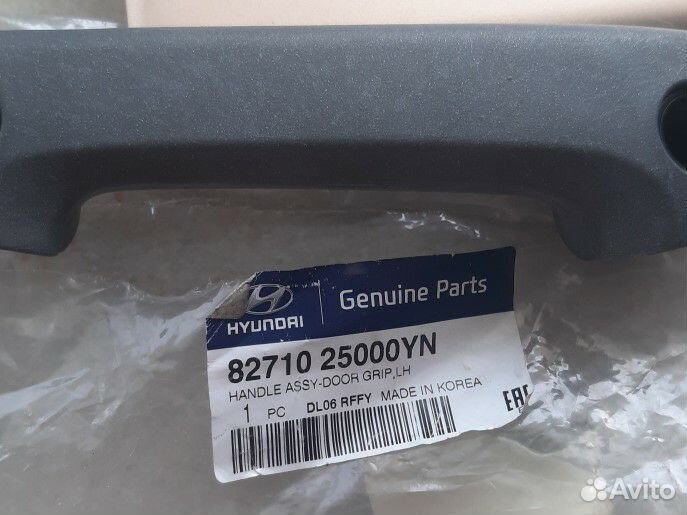 HYUNDAI
Genuine Parts
82710 25000YN
HANDLE ASSY-DOOR GRIP,LH
1 PC DL06 RFFY MADE IN KOREA
EAC
Avito